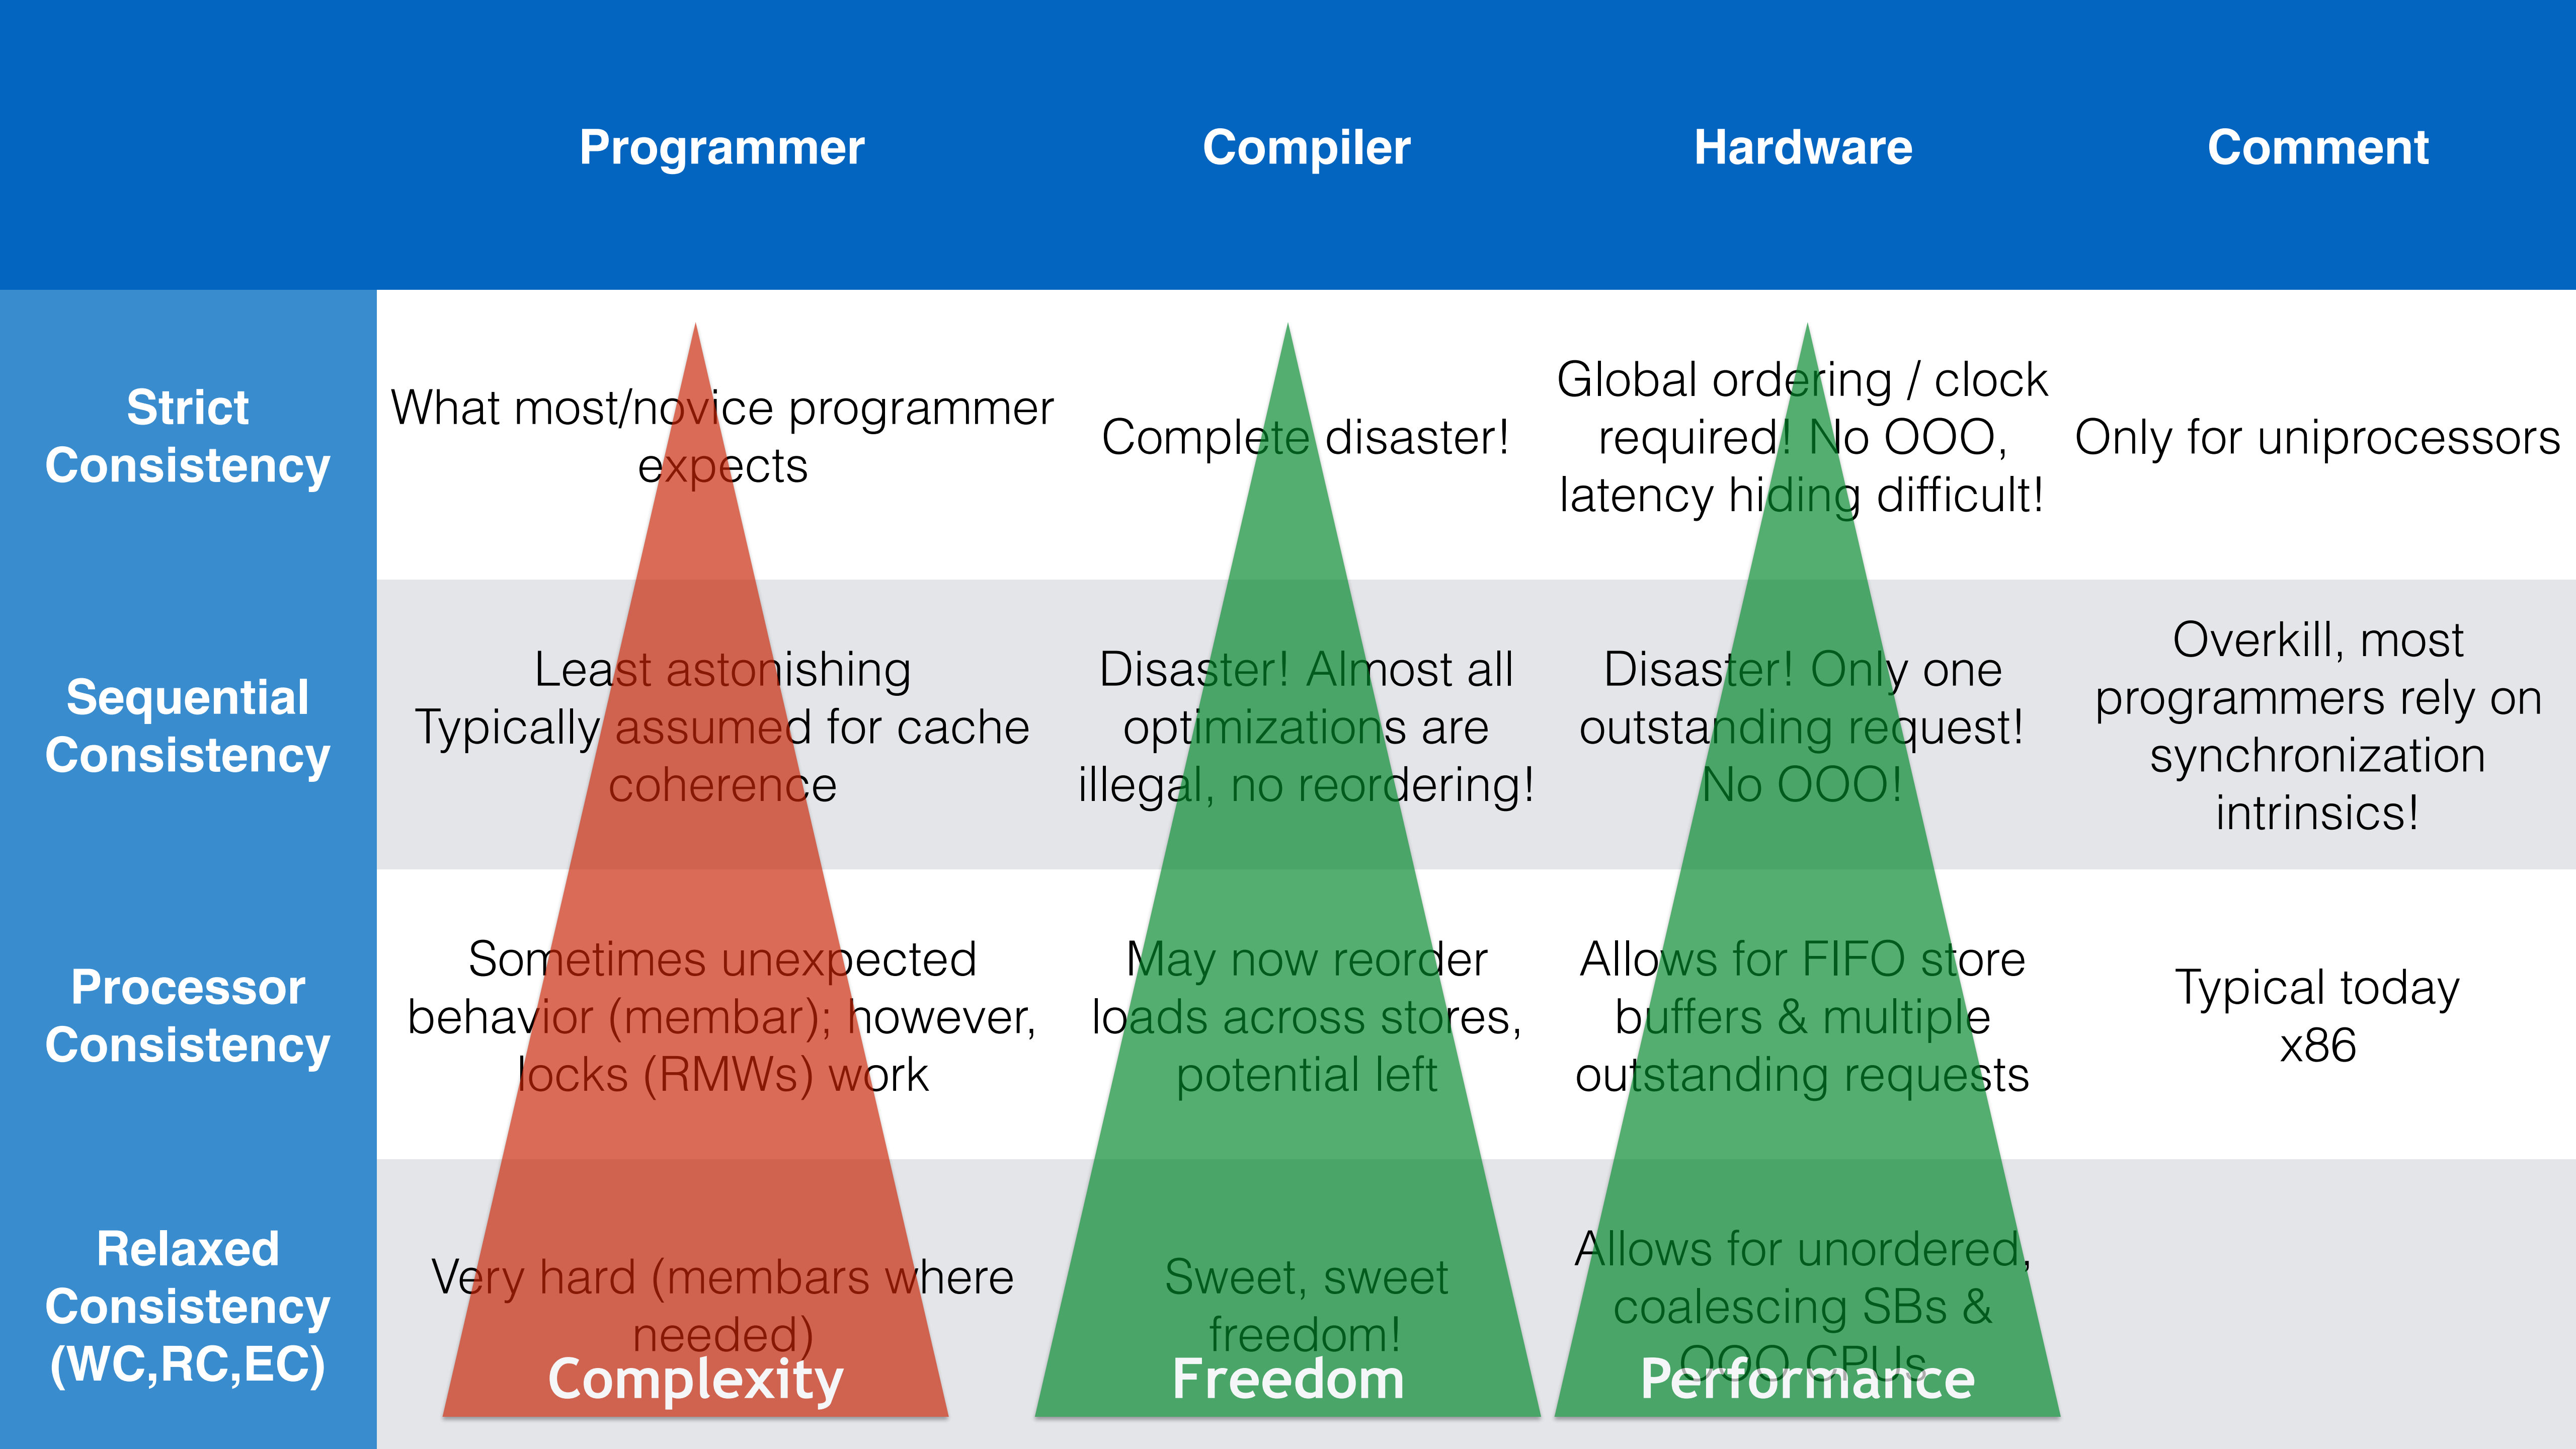 Programmer
Compiler
Hardware
Comment
Strict
Consistency
What most/novice programmer
expects
Complete disaster!
Global ordering / clock
required! No OOO,
latency hiding difficult!
Only for uniprocessors
Sequential
Consistency
Least astonishing
Typically assumed for cache
coherence
Disaster! Almost all
optimizations are
illegal, no reordering!
Disaster! Only one
outstanding request!
No OOO!
Overkill, most
programmers rely on
synchronization
intrinsics!
Processor
Consistency
Sometimes unexpected
behavior (membar); however,
locks (RMWs) work
May now reorder
loads across stores,
potential left
Allows for FIFO store
buffers & multiple
outstanding requests
Typical today
x86
Relaxed
Consistency
(WC,RC,EC)
Very hard (membars where
needed)
Sweet, sweet
freedom!
Allows for unordered,
coalescing SBs &
OOO CPUs
Complexity
Freedom
Performance